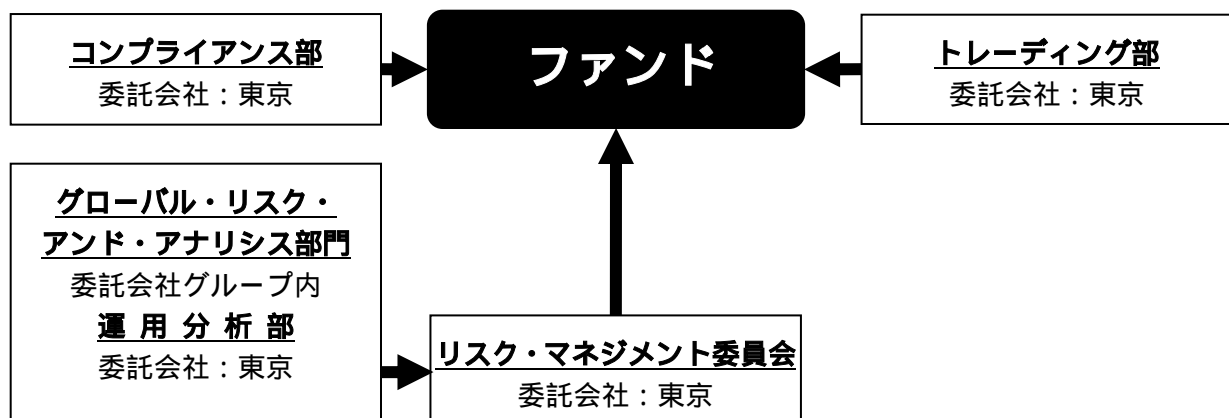 コンプライアンス部
委託会社：東京
ファンド
トレーディング部
委託会社：東京
グローバル・リスク・
アンド・アナリシス部門
委託会社グループ内
運 用 分 析 部
委託会社：東京
リスク・マネジメント委員会
委託会社：東京